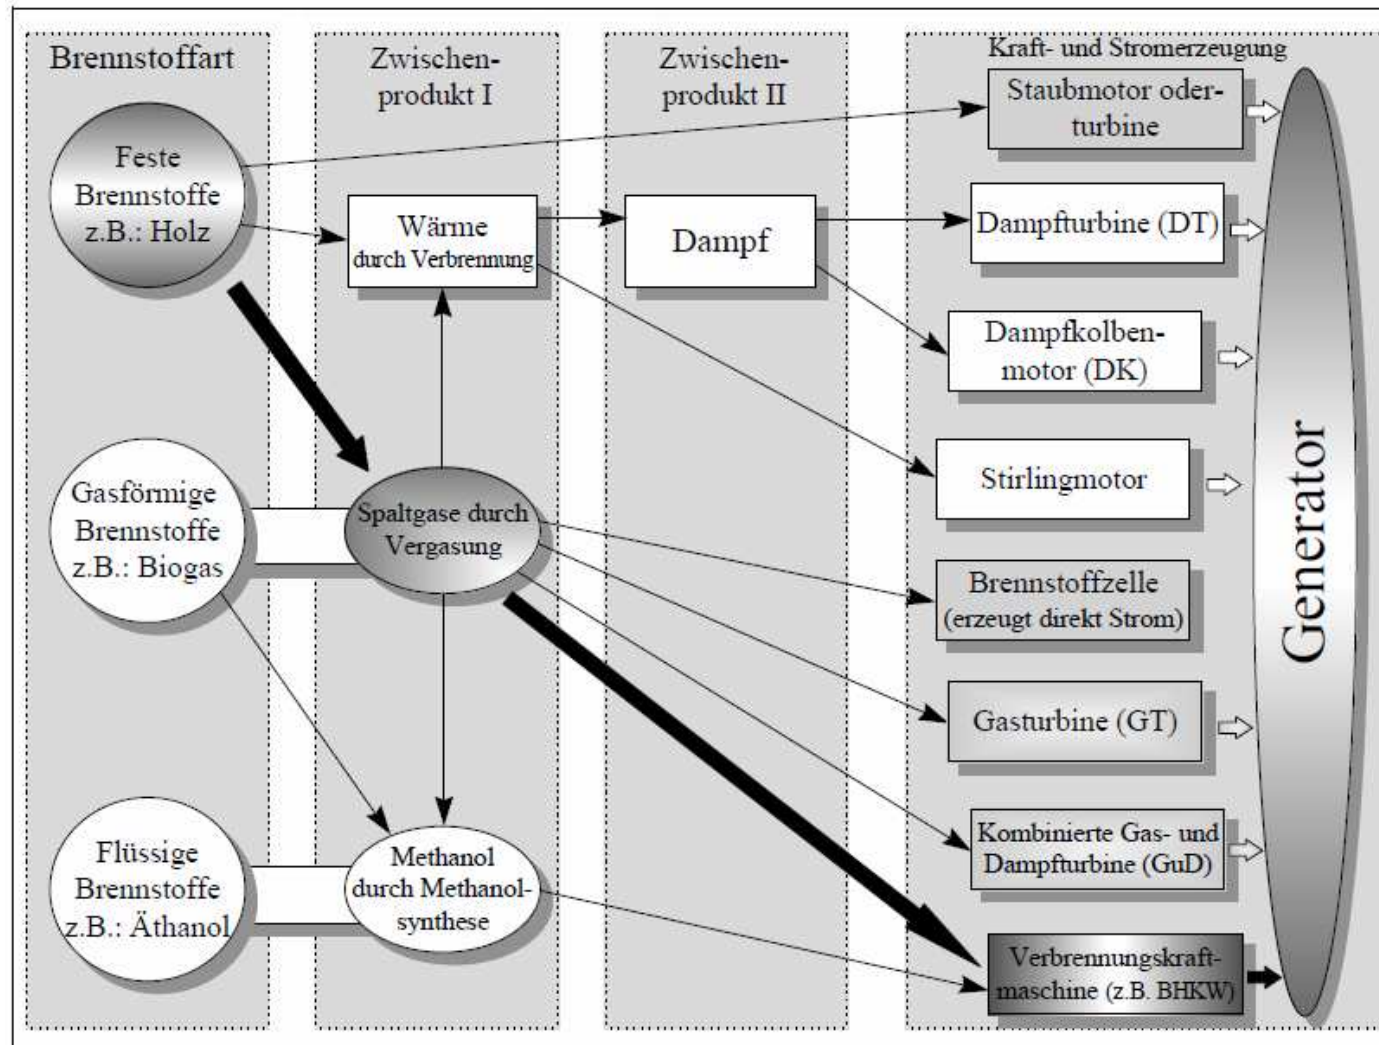 Brennstoffart
Feste
Brennstoffe
z.B.: Holz
Gasförmige
Brennstoffe
z.B.: Biogas
Flüssige
Brennstoffe
z.B.: Äthanol
Zwischen-
produkt I
Wärme
durch Verbrennung
Spaltgase durch
Vergasung
Methanol
durch Methanol-
synthese
Zwischen-
produkt II
Dampf
Kraft- und Stromerzeugung
Staubmotor oder-
turbine
Dampfturbine (DT)
Dampfkolben-
motor (DK)
Stirlingmotor
Brennstoffzelle
(erzeugt direkt Strom)
Gasturbine (GT)
Kombinierte Gas- und
Dampfturbine (GuD)
Verbrennungskraft-
maschine (z.B. BHKW)
Generator